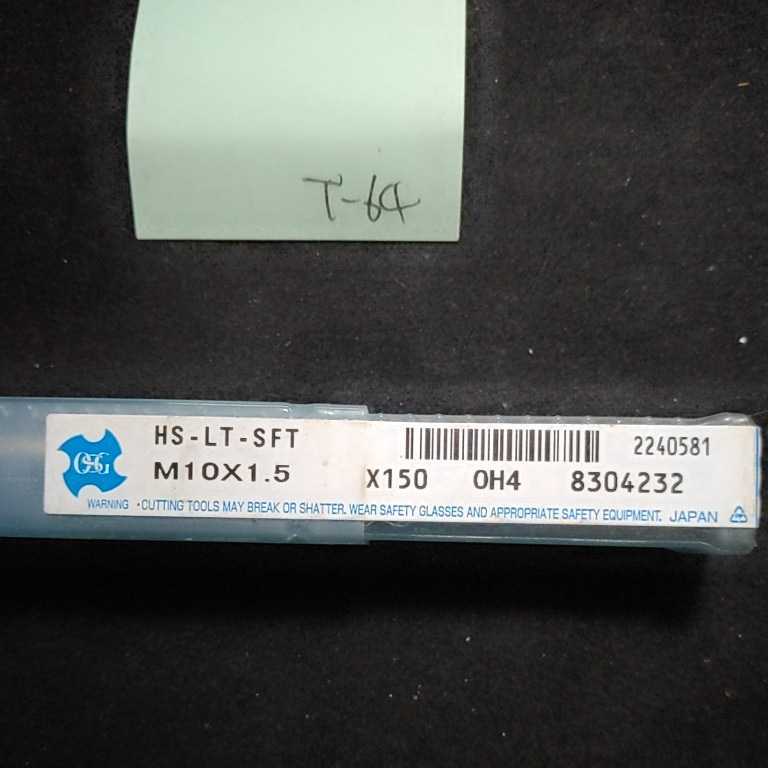 T-64
HS-LT-SFT 2240581
OSG M10X1.5 X150 OH4 8304232
WARNING • CUTTING TOOLS MAY BREAK OR SHATTER. WEAR SAFETY GLASSES AND APPROPRIATE SAFETY EQUIPMENT. JAPAN